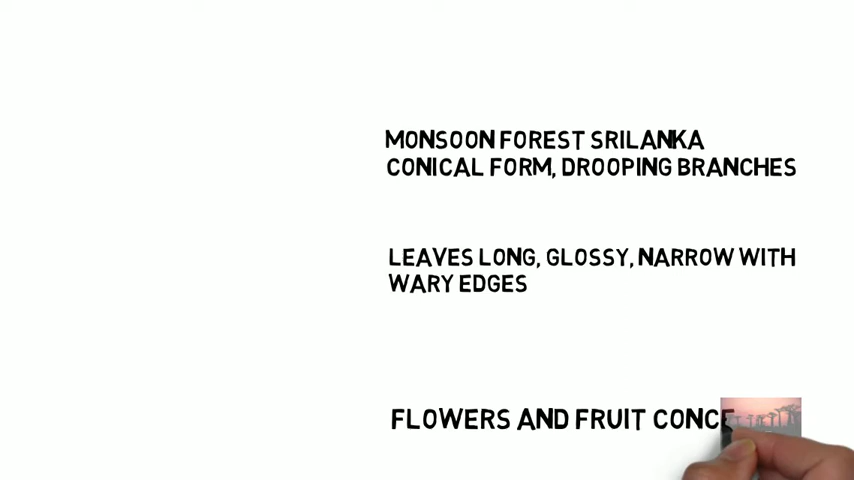 MONSOON FOREST SRILANKA
CONICAL FORM, DROOPING BRANCHES
LEAVES LONG, GLOSSY, NARROW WITH
WARY EDGES
FLOWERS AND FRUIT